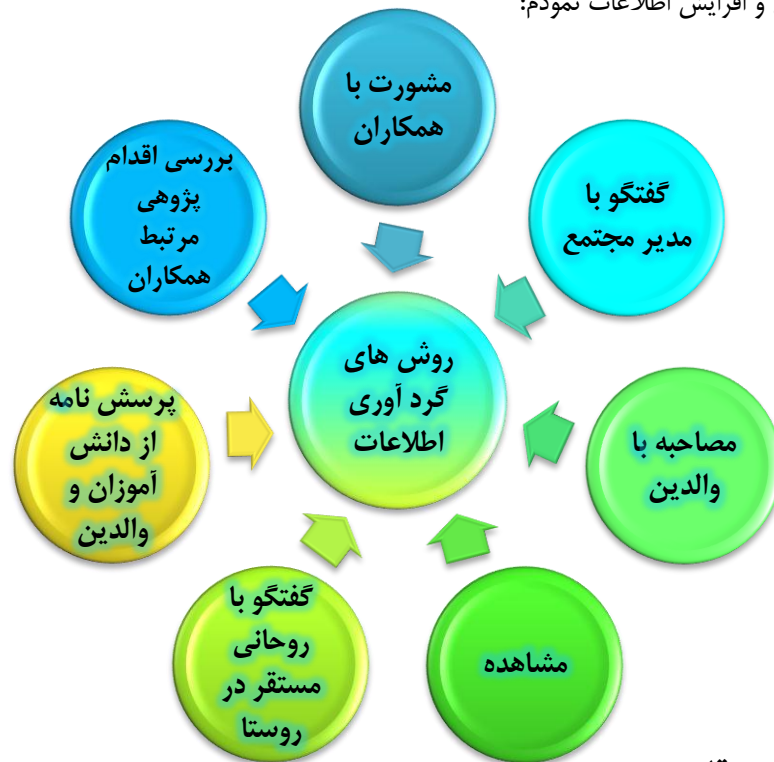 و افزایش اطلاعات نمودم:
مشورت با
همکاران
گفتگو با
مدیر مجتمع
مصاحبه با
والدین
مشاهده
گفتگو با
روحانی
مستقر در
روستا
پرسش نامه
از دانش
آموزان و
والدین
بررسی اقدام
پژوهی
مرتبط
همکاران
روش های
گرد آوری
اطلاعات